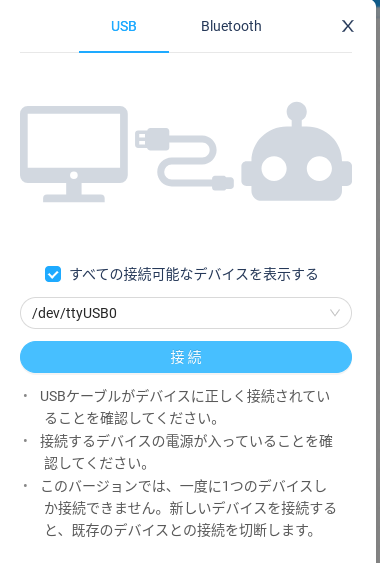 USB Bluetooth X
すべての接続可能なデバイスを表示する
/dev/ttyUSB0
接続
・ USBケーブルがデバイスに正しく接続されてい
ることを確認してください。
・ 接続するデバイスの電源が入っていることを確
認してください。
・ このバージョンでは、一度に1つのデバイスし
か接続できません。新しいデバイスを接続する
と、既存のデバイスとの接続を切断します。